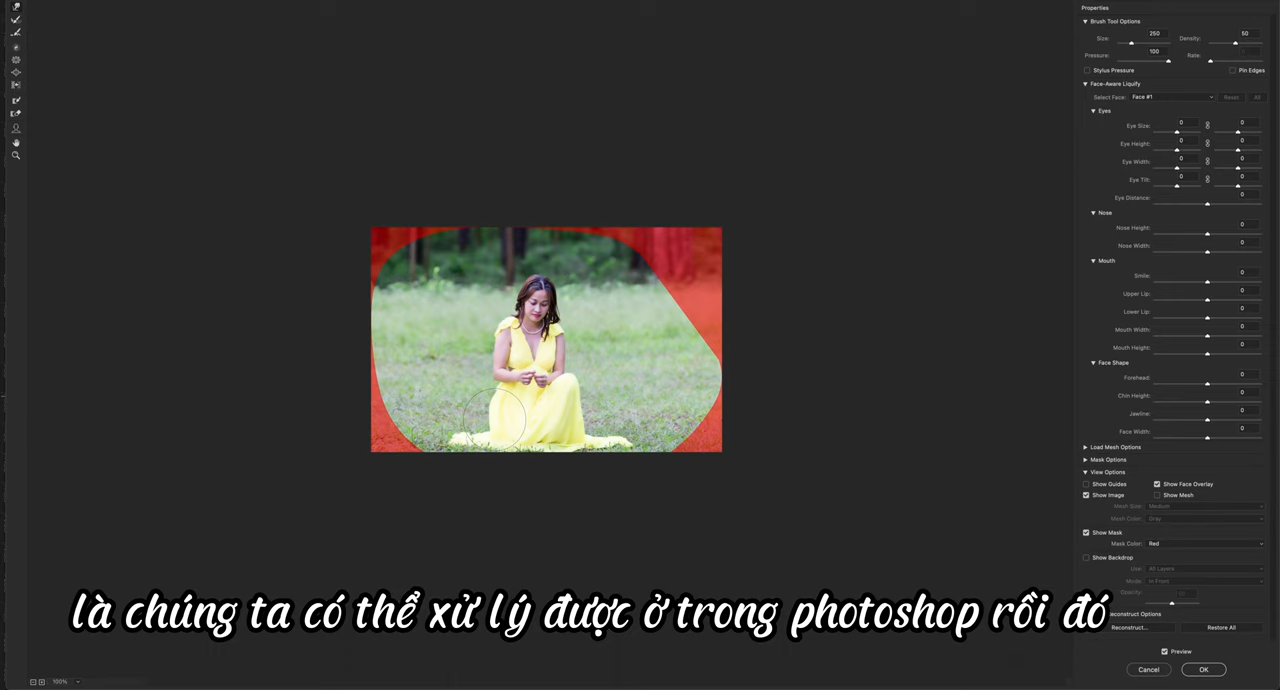 Properties
Brush Tool Options
Size: 250 Density: 50
Pressure: 100 Rate:
Stylus Pressure Pin Edges
Face-Aware Liquify
Select Face: Face #1 Reset All
Eyes
Eye Size: 0 0
Eye Height: 0 0
Eye Width: 0 0
Eye Tilt: 0 0
Eye Distance: 0
Nose
Nose Height: 0
Nose Width: 0
Mouth
Smile: 0
Upper Lip: 0
Lower Lip: 0
Mouth Width: 0
Mouth Height: 0
Face Shape
Forehead: 0
Chin Height: 0
Jawline: 0
Face Width: 0
Load Mesh Options
Mask Options
View Options
Show Guides Show Face Overlay
Show Image Show Mesh
Mesh Size: Medium
Mesh Color: Gray
Show Mask
Mask Color: Red
Show Backdrop
Use: All Layers
Mode: In Front
Opacity:
là chúng ta có thể xử lý được ở trong photoshop rồi đó
Reconstruct Options
Reconstruct... Restore All
Preview
Cancel OK
100%